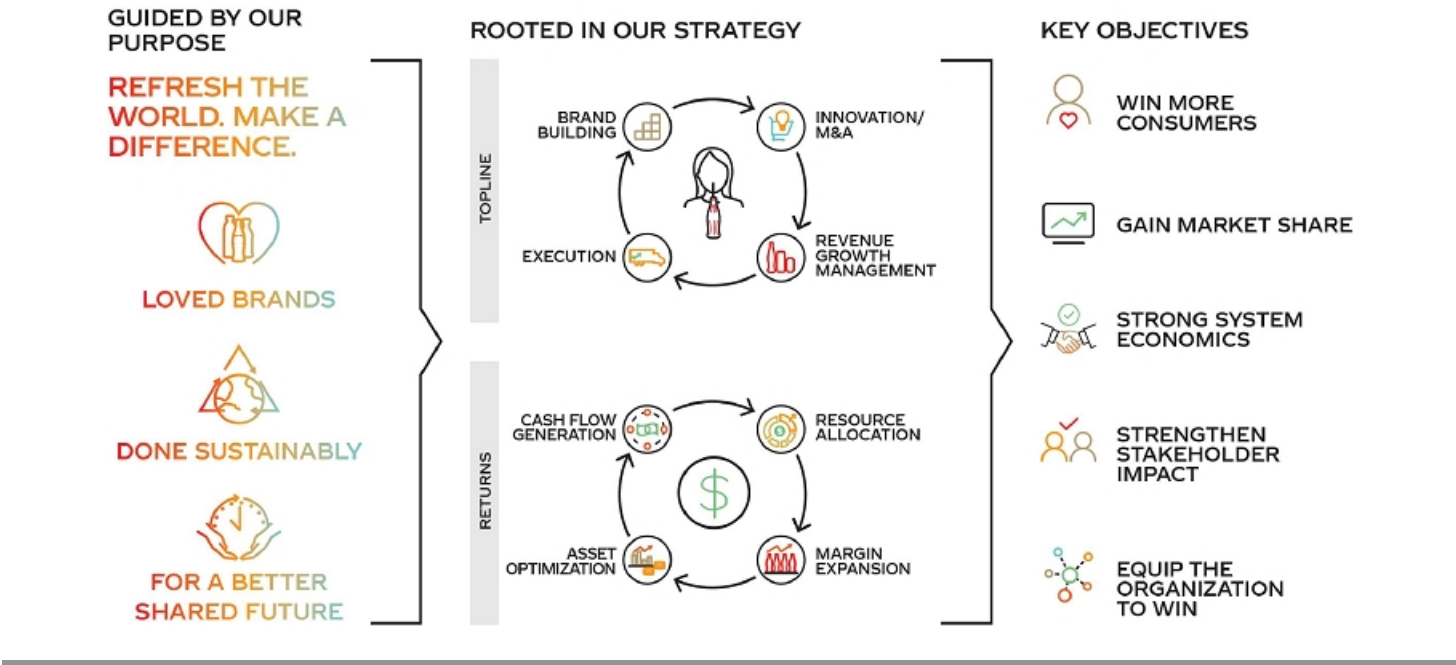 GUIDED BY OUR
PURPOSE
REFRESH THE
WORLD. MAKE A
DIFFERENCE.
LOVED BRANDS
DONE SUSTAINABLY
FOR A BETTER
SHARED FUTURE
ROOTED IN OUR STRATEGY
TOPLINE
BRAND
BUILDING
INNOVATION/
M&A
EXECUTION
REVENUE
GROWTH
MANAGEMENT
RETURNS
CASH FLOW
GENERATION
RESOURCE
ALLOCATION
$
ASSET
OPTIMIZATION
MARGIN
EXPANSION
KEY OBJECTIVES
WIN MORE
CONSUMERS
GAIN MARKET SHARE
STRONG SYSTEM
ECONOMICS
STRENGTHEN
STAKEHOLDER
IMPACT
EQUIP THE
ORGANIZATION
TO WIN